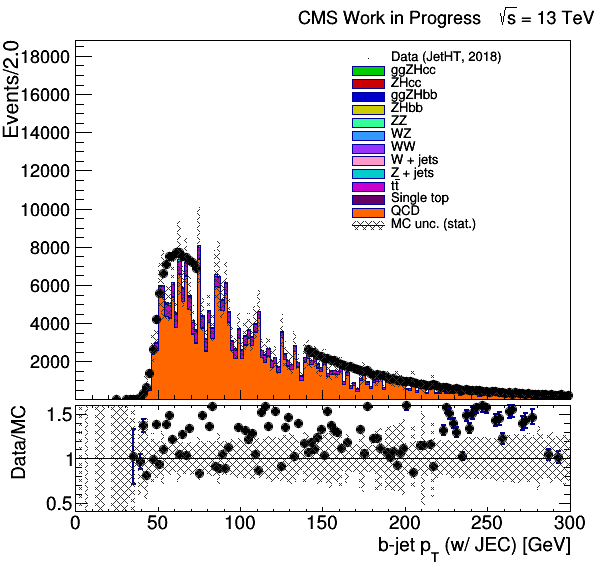 CMS Work in Progress √s = 13 TeV
Events/2.0
18000
16000
14000
12000
10000
8000
6000
4000
2000
Data (JetHT, 2018)
ggZHcc
ZHcc
ggZHbb
ZHbb
ZZ
WZ
WW
W + jets
Z + jets
tt̄
Single top
QCD
MC unc. (stat.)
Data/MC
1.5
1
0.5
0 50 100 150 200 250 300
b-jet p_T (w/ JEC) [GeV]